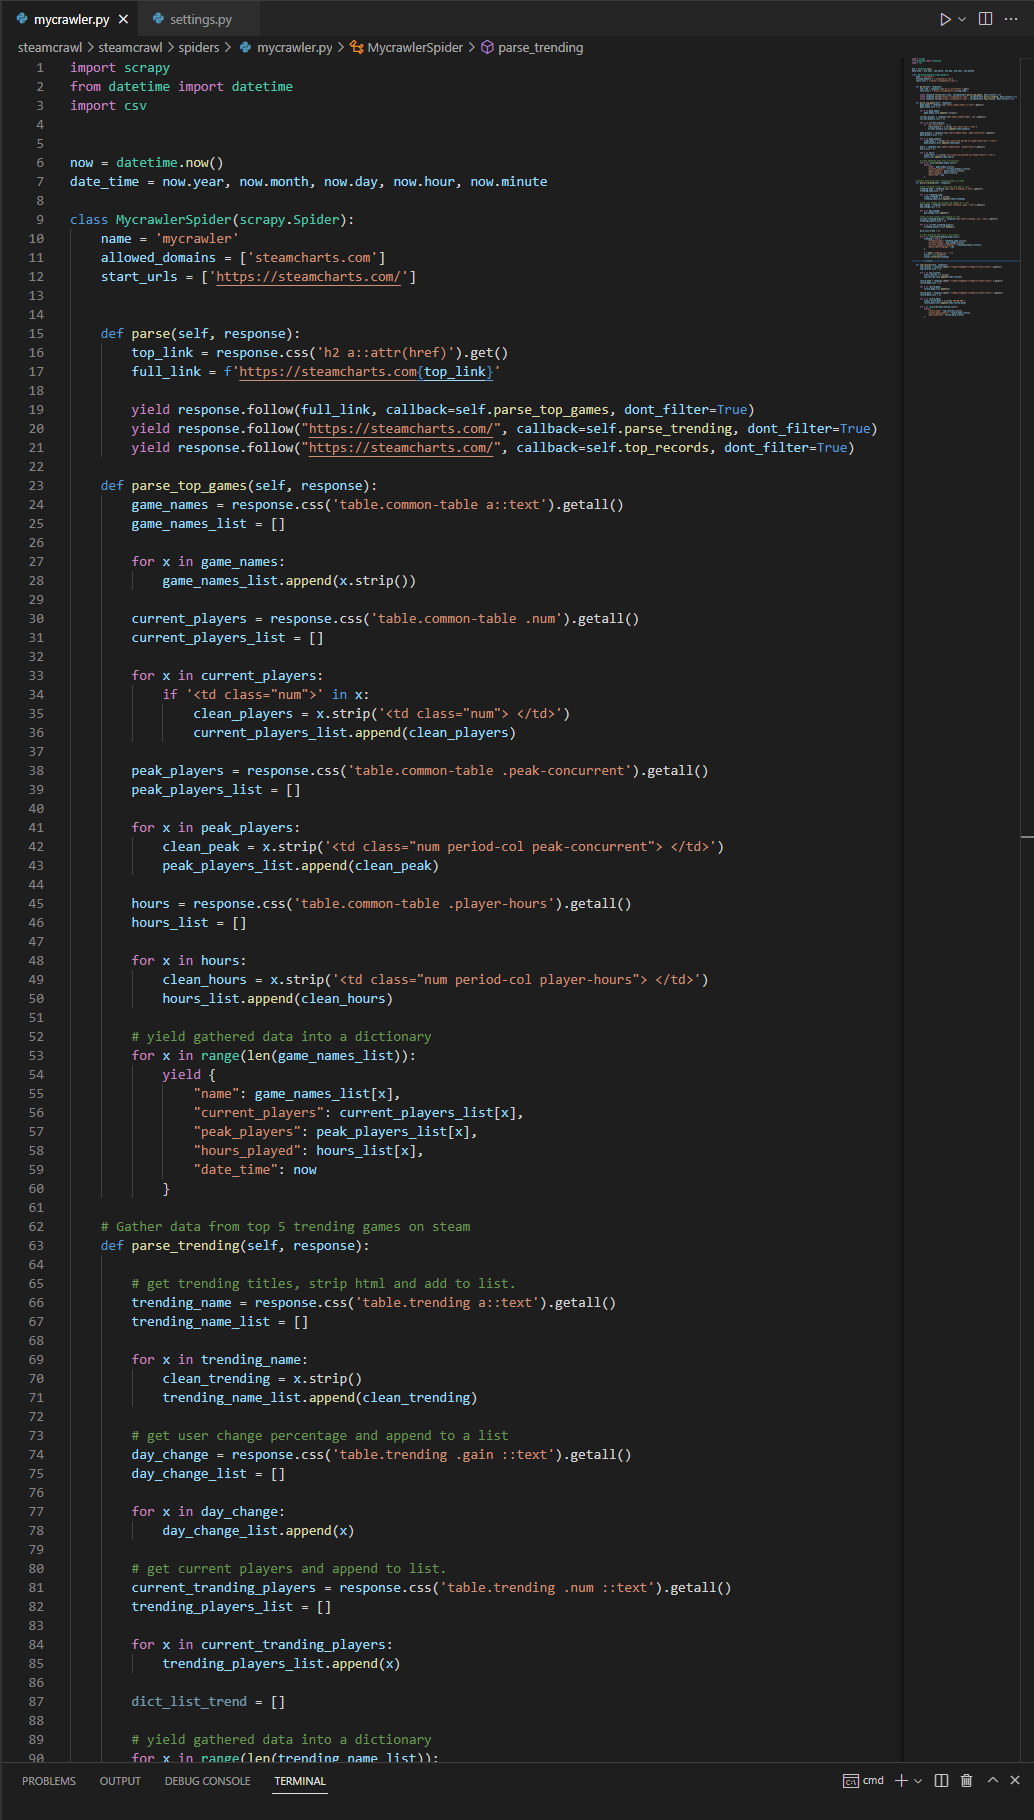 mycrawler.py
settings.py
steamcrawl > steamcrawl > spiders > mycrawler.py > MycrawlerSpider > parse_trending
1 import scrapy
2 from datetime import datetime
3 import csv
4
5
6 now = datetime.now()
7 date_time = now.year, now.month, now.day, now.hour, now.minute
8
9 class MycrawlerSpider(scrapy.Spider):
10     name = 'mycrawler'
11     allowed_domains = ['steamcharts.com']
12     start_urls = ['https://steamcharts.com/']
13
14
15     def parse(self, response):
16         top_link = response.css('h2 a::attr(href)').get()
17         full_link = f'https://steamcharts.com{top_link}'
18
19         yield response.follow(full_link, callback=self.parse_top_games, dont_filter=True)
20         yield response.follow("https://steamcharts.com/", callback=self.parse_trending, dont_filter=True)
21         yield response.follow("https://steamcharts.com/", callback=self.top_records, dont_filter=True)
22
23     def parse_top_games(self, response):
24         game_names = response.css('table.common-table a::text').getall()
25         game_names_list = []
26
27         for x in game_names:
28             game_names_list.append(x.strip())
29
30         current_players = response.css('table.common-table .num').getall()
31         current_players_list = []
32
33         for x in current_players:
34             if '<td class="num">' in x:
35                 clean_players = x.strip('<td class="num"> </td>')
36                 current_players_list.append(clean_players)
37
38         peak_players = response.css('table.common-table .peak-concurrent').getall()
39         peak_players_list = []
40
41         for x in peak_players:
42             clean_peak = x.strip('<td class="num period-col peak-concurrent"> </td>')
43             peak_players_list.append(clean_peak)
44
45         hours = response.css('table.common-table .player-hours').getall()
46         hours_list = []
47
48         for x in hours:
49             clean_hours = x.strip('<td class="num period-col player-hours"> </td>')
50             hours_list.append(clean_hours)
51
52         # yield gathered data into a dictionary
53         for x in range(len(game_names_list)):
54             yield {
55                 "name": game_names_list[x],
56                 "current_players": current_players_list[x],
57                 "peak_players": peak_players_list[x],
58                 "hours_played": hours_list[x],
59                 "date_time": now
60             }
61
62     # Gather data from top 5 trending games on steam
63     def parse_trending(self, response):
64
65         # get trending titles, strip html and add to list.
66         trending_name = response.css('table.trending a::text').getall()
67         trending_name_list = []
68
69         for x in trending_name:
70             clean_trending = x.strip()
71             trending_name_list.append(clean_trending)
72
73         # get user change percentage and append to a list
74         day_change = response.css('table.trending .gain ::text').getall()
75         day_change_list = []
76
77         for x in day_change:
78             day_change_list.append(x)
79
80         # get current players and append to list.
81         current_tranding_players = response.css('table.trending .num ::text').getall()
82         trending_players_list = []
83
84         for x in current_tranding_players:
85             trending_players_list.append(x)
86
87         dict_list_trend = []
88
89         # yield gathered data into a dictionary
90         for x in range(len(trending_name_list)):
PROBLEMS OUTPUT DEBUG CONSOLE TERMINAL cmd